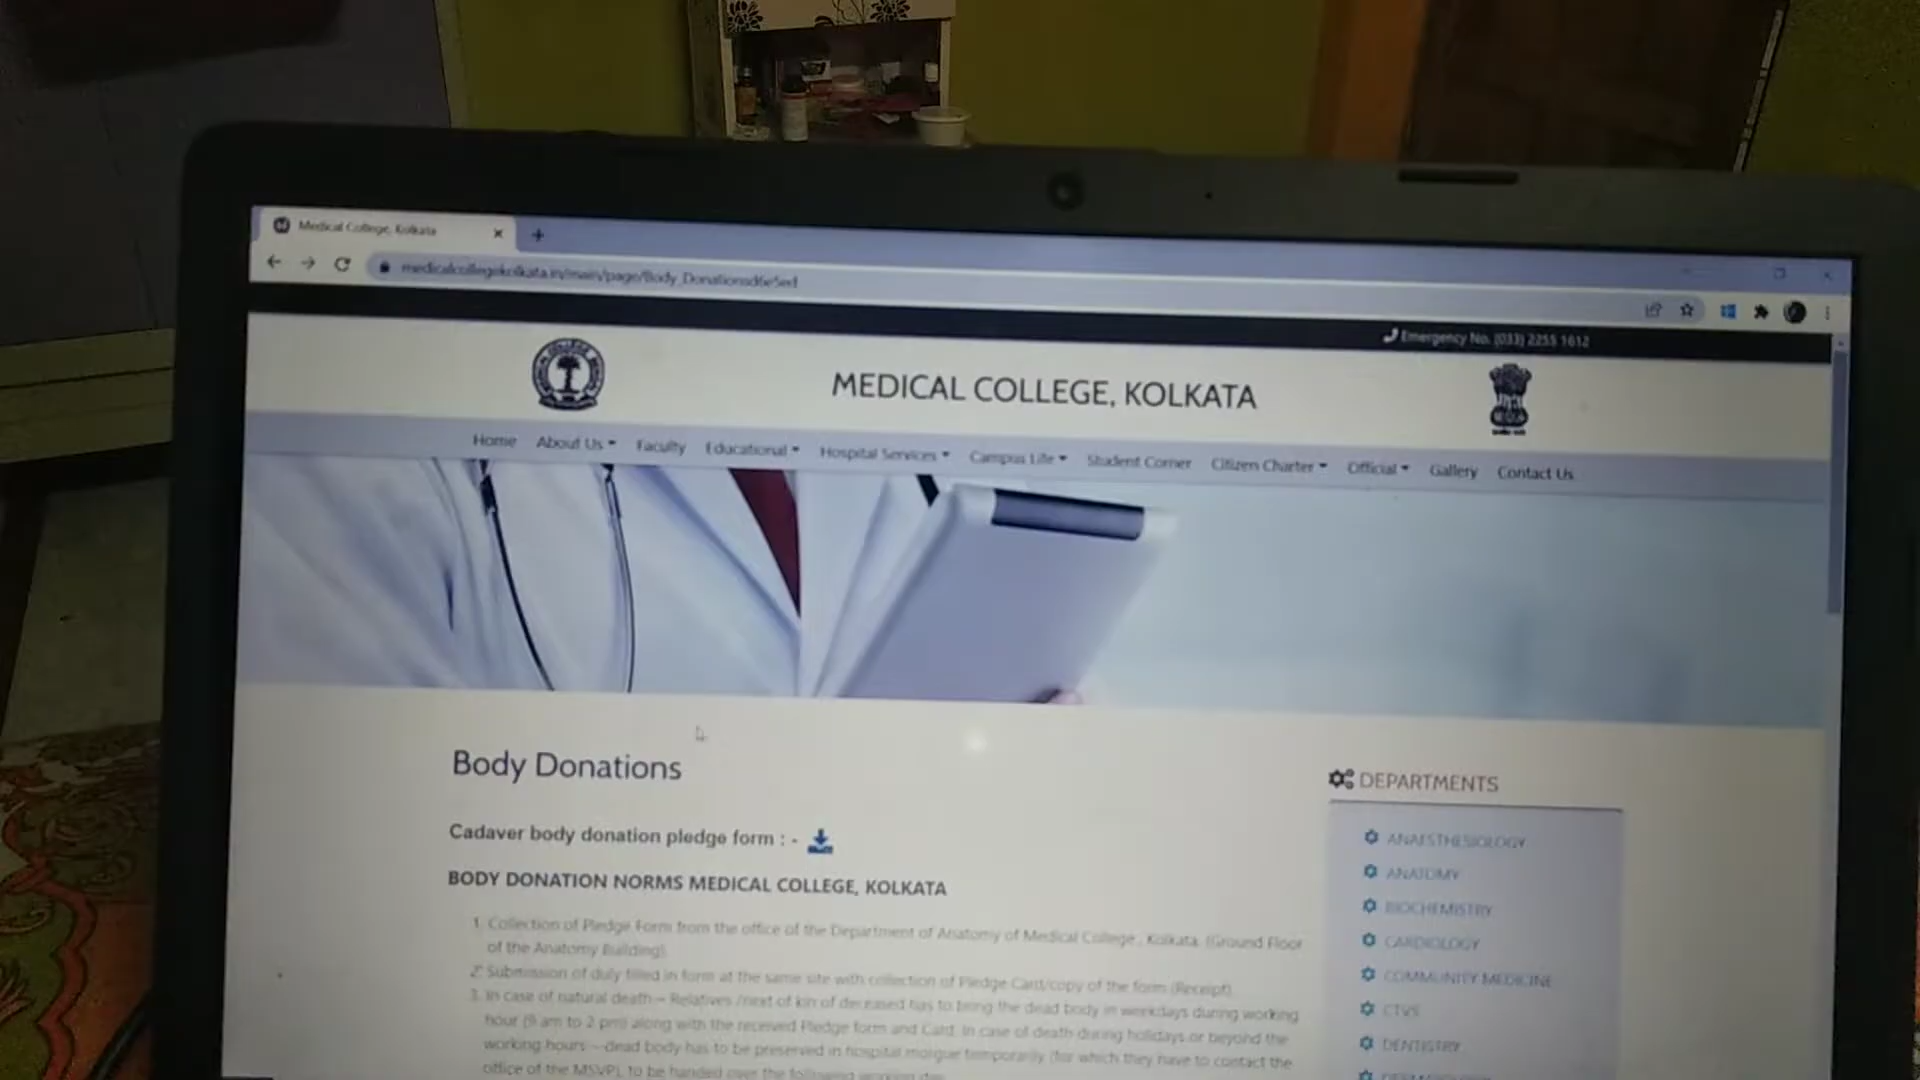 Medical College, Kolkata
medicalcollegekolkata.in/main/page/Body_Donationsd6e5ed
Emergency No. (033) 2255 1612
MEDICAL COLLEGE, KOLKATA
Home About Us Faculty Educational Hospital Services Campus Life Student Corner Citizen Charter Official Gallery Contact Us
Body Donations
DEPARTMENTS
Cadaver body donation pledge form : -
ANAESTHESIOLOGY
ANATOMY
BODY DONATION NORMS MEDICAL COLLEGE, KOLKATA
BIOCHEMISTRY
1. Collection of Pledge Form from the office of the Department of Anatomy of Medical College , Kolkata. (Ground Floor
of the Anatomy Building).
CARDIOLOGY
2. Submission of duly filled in form at the same site with collection of Pledge Card/copy of the form (Receipt).
COMMUNITY MEDICINE
3. In case of natural death – Relatives /next of kin of deceased has to bring the dead body in weekdays during working
hour (9 am to 2 pm) along with the received Pledge form and Card. In case of death during holidays or beyond the
CTVS
working hours – dead body has to be preserved in hospital morgue temporarily (for which they have to contact the
DENTISTRY
office of the MSVP), to be handed over the following working day.